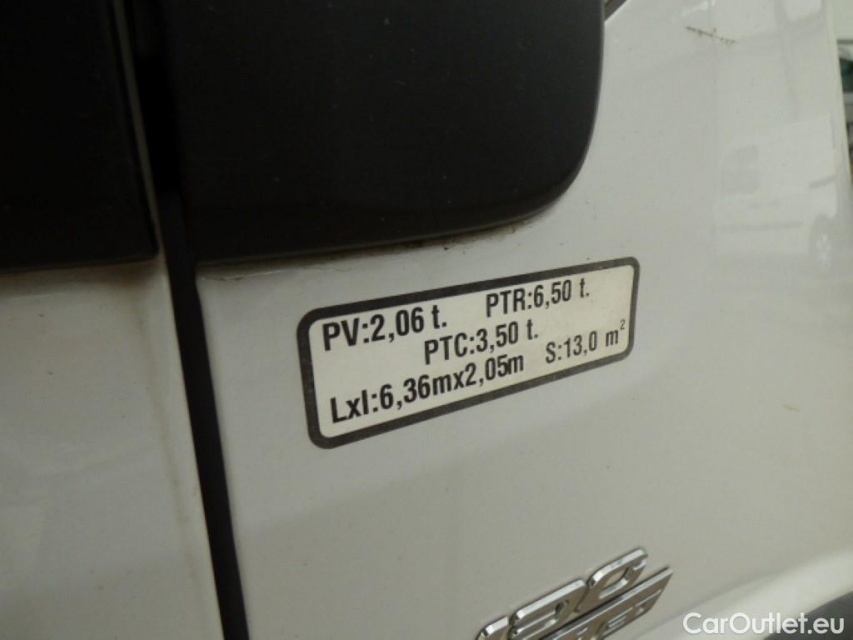 PV:2,06 t. PTR:6,50 t.
PTC:3,50 t.
LxI:6,36mx2,05m S:13,0 m²
CarOutlet.eu